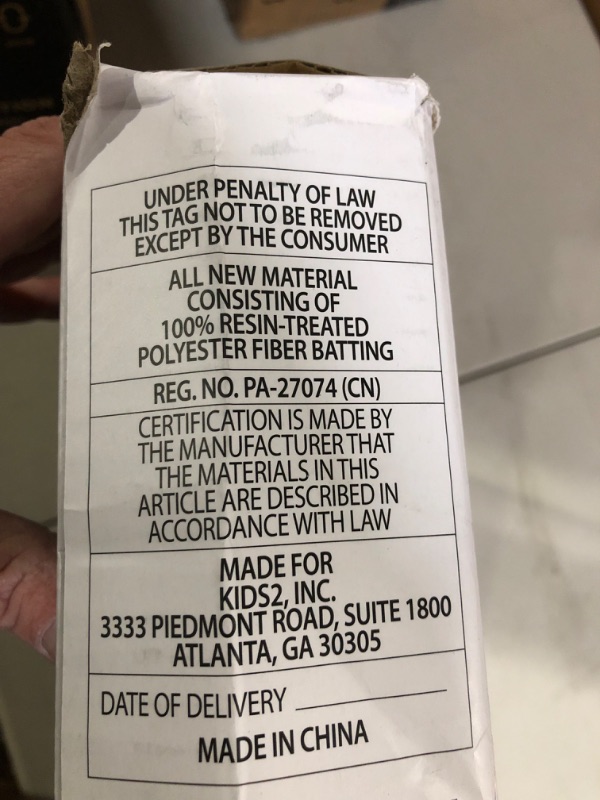 UNDER PENALTY OF LAW
THIS TAG NOT TO BE REMOVED
EXCEPT BY THE CONSUMER
ALL NEW MATERIAL
CONSISTING OF
100% RESIN-TREATED
POLYESTER FIBER BATTING
REG. NO. PA-27074 (CN)
CERTIFICATION IS MADE BY
THE MANUFACTURER THAT
THE MATERIALS IN THIS
ARTICLE ARE DESCRIBED IN
ACCORDANCE WITH LAW
MADE FOR
KIDS2, INC.
3333 PIEDMONT ROAD, SUITE 1800
ATLANTA, GA 30305
DATE OF DELIVERY
MADE IN CHINA